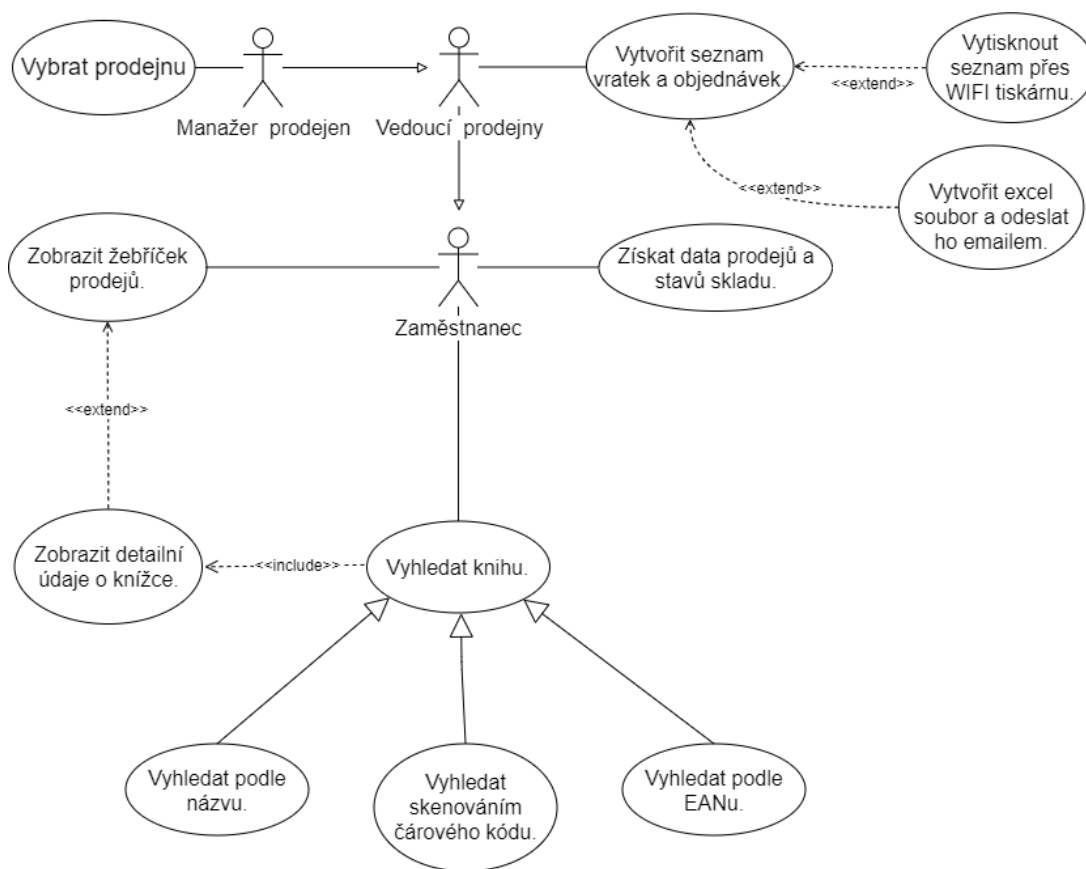 Vybrat prodejnu
Manažer prodejen
Vedoucí prodejny
Vytvořit seznam
vratek a objednávek.
<<extend>>
Vytisknout
seznam přes
WIFI tiskárnu.
<<extend>>
Vytvořit excel
soubor a odeslat
ho emailem.
Zobrazit žebříček
prodejů.
Zaměstnanec
Získat data prodejů a
stavů skladu.
<<extend>>
Zobrazit detailní
údaje o knížce.
<<include>>
Vyhledat knihu.
Vyhledat podle
názvu.
Vyhledat
skenováním
čárového kódu.
Vyhledat podle
EANu.